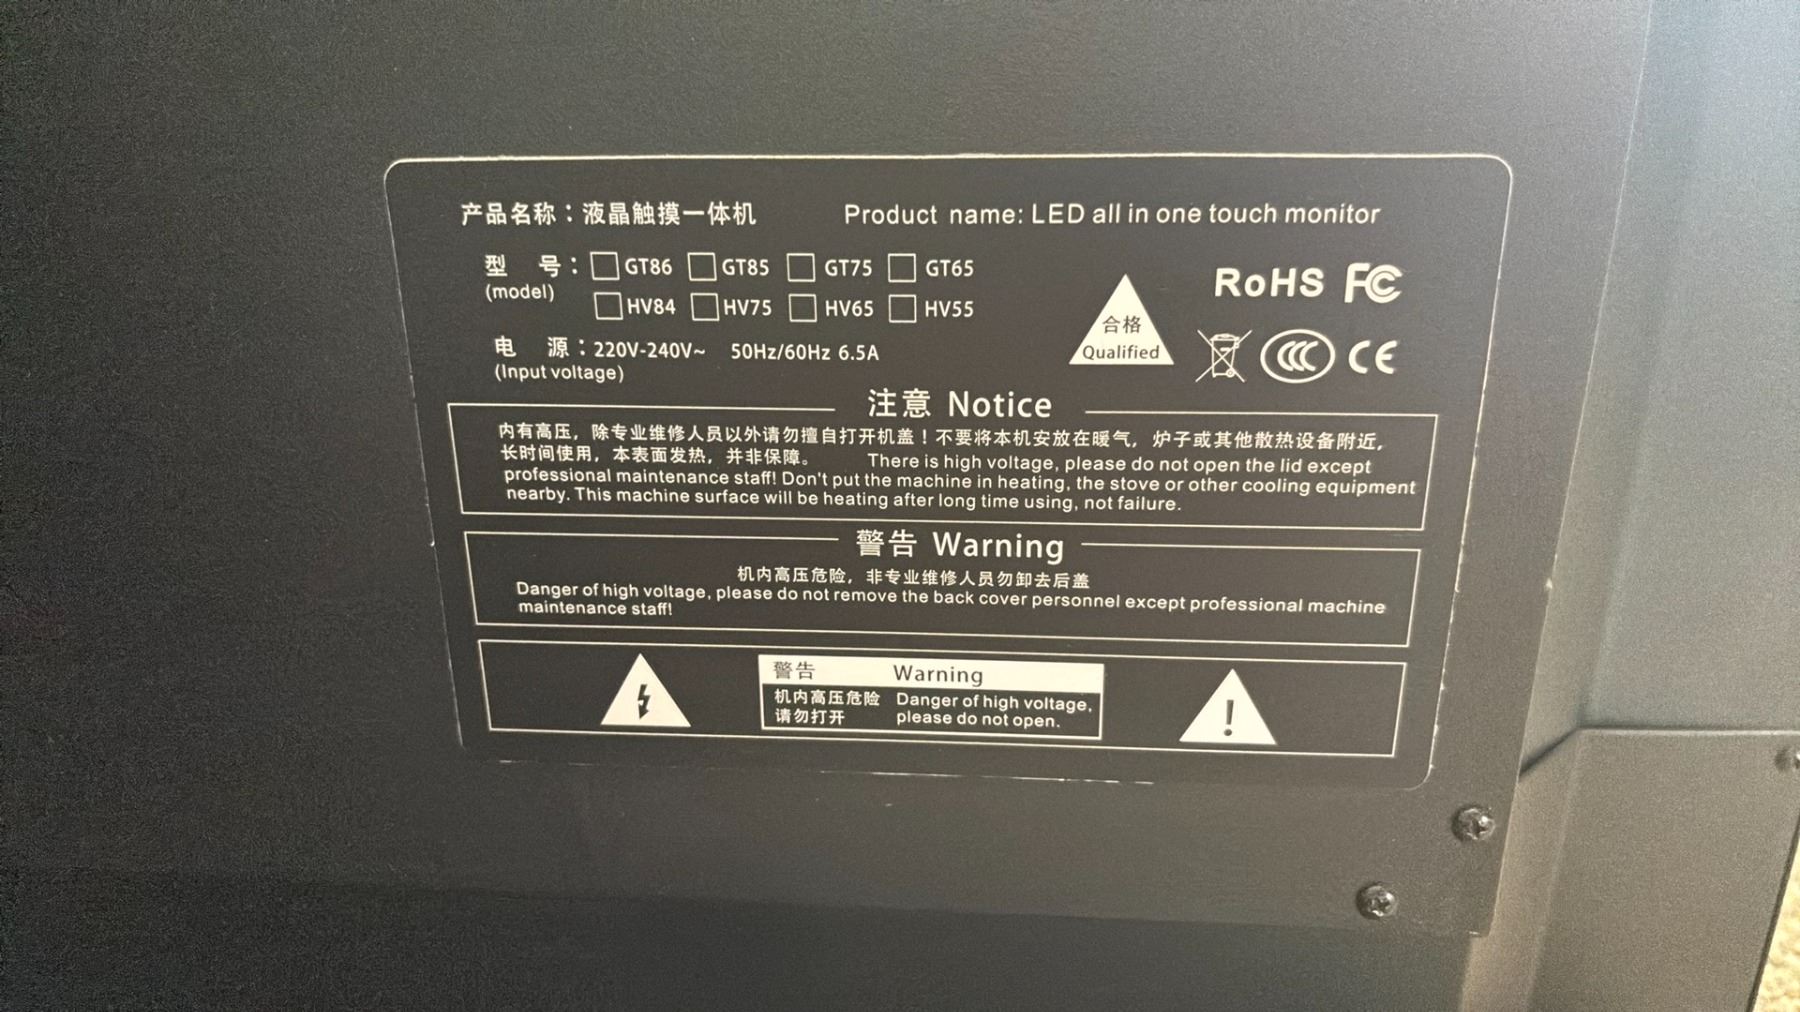 产品名称：液晶触摸一体机 Product name: LED all in one touch monitor
型 号： GT86 GT85 GT75 GT65
(model) HV84 HV75 HV65 HV55
电 源：220V-240V~ 50Hz/60Hz 6.5A
(Input voltage)
合格
Qualified
RoHS FC
CCC CE
注意 Notice
内有高压，除专业维修人员以外请勿擅自打开机盖！不要将本机安放在暖气，炉子或其他散热设备附近，
长时间使用，本表面发热，并非保障。 There is high voltage, please do not open the lid except
professional maintenance staff! Don't put the machine in heating, the stove or other cooling equipment
nearby. This machine surface will be heating after long time using, not failure.
警告 Warning
机内高压危险，非专业维修人员勿卸去后盖
Danger of high voltage, please do not remove the back cover personnel except professional machine
maintenance staff!
警告 Warning
机内高压危险 Danger of high voltage,
请勿打开 please do not open.
!